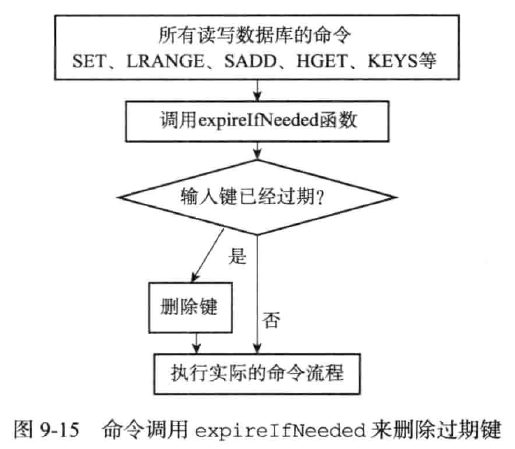 所有读写数据库的命令
SET、LRANGE、SADD、HGET、KEYS等
调用expireIfNeeded函数
输入键已经过期?
是
删除键
否
执行实际的命令流程
图 9-15 命令调用 expireIfNeeded 来删除过期键